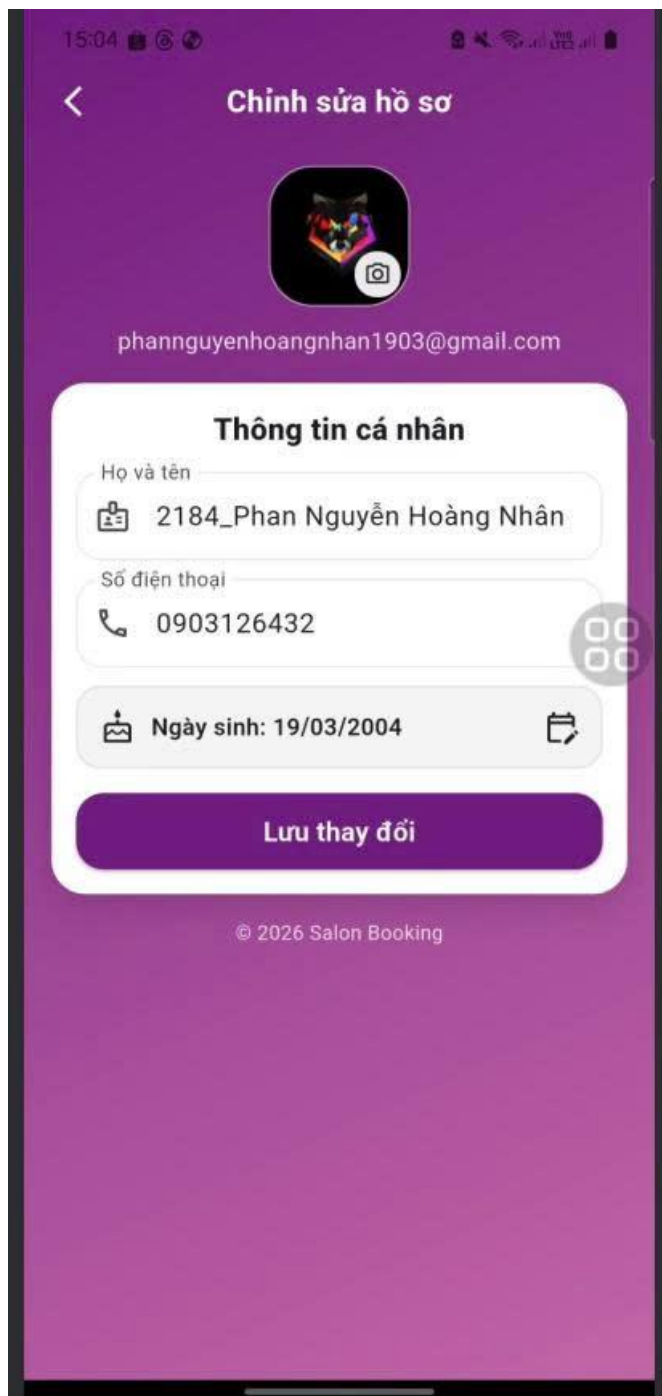 15:04
Chỉnh sửa hồ sơ
phannguyenhoangnhan1903@gmail.com
Thông tin cá nhân
Họ và tên
2184_Phan Nguyễn Hoàng Nhân
Số điện thoại
0903126432
Ngày sinh: 19/03/2004
Lưu thay đổi
© 2026 Salon Booking